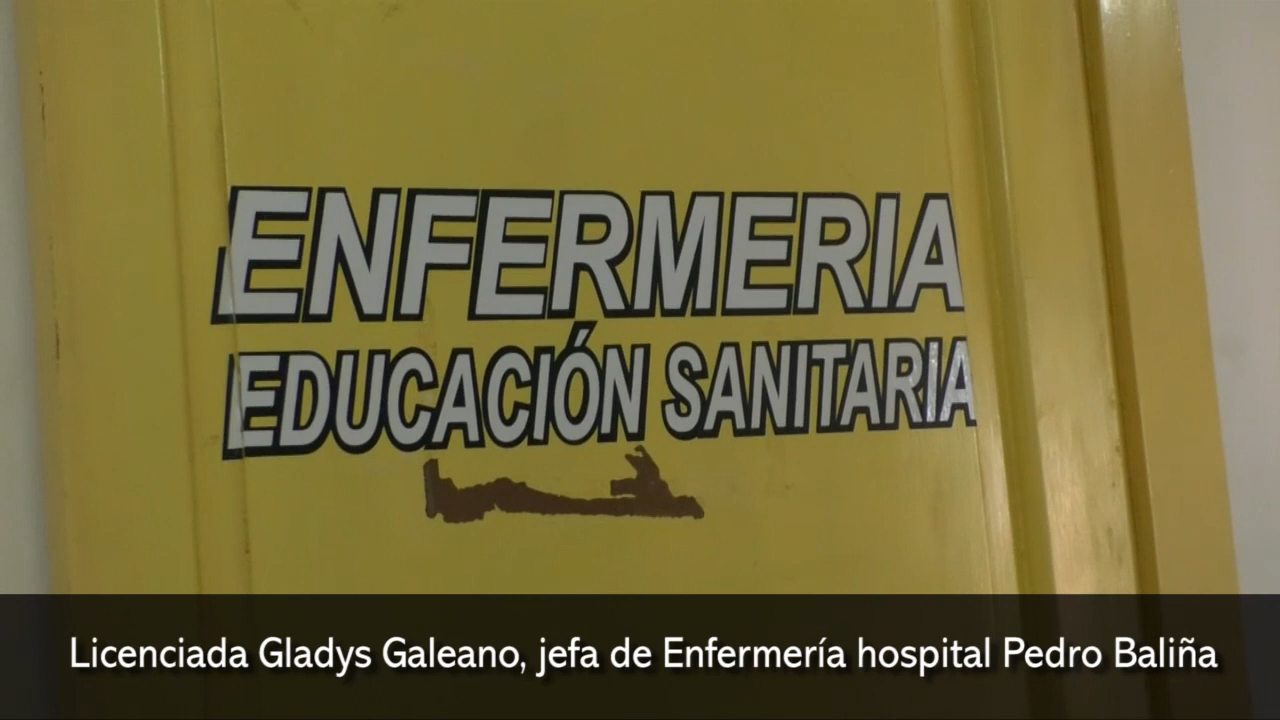 ENFERMERIA
EDUCACIÓN SANITARIA
Licenciada Gladys Galeano, jefa de Enfermería hospital Pedro Baliña